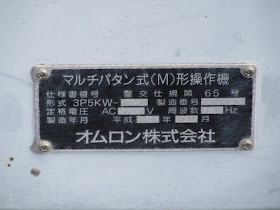 マルチパタン式(M)形操作機
仕様書番号 警交仕規第65号
形式 3P5KW- 製造番号
定格電圧 AC V 周波数 Hz
製造年月 平成 年 月
オムロン株式会社